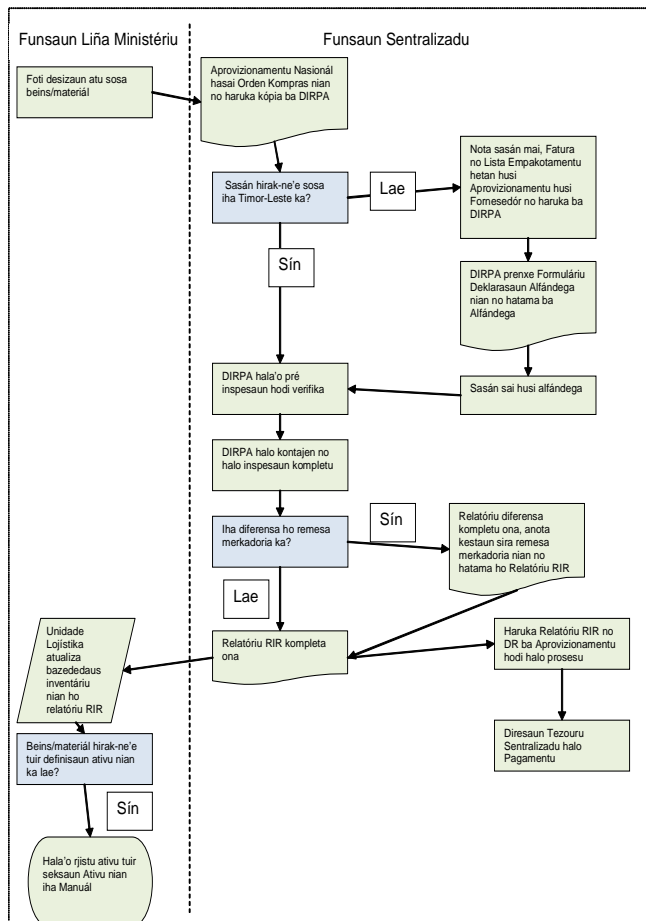 Funsaun Liña Ministériu
Funsaun Sentralizadu
Foti desizaun atu sosa
beins/materiál
Aprovizionamentu Nasionál
hasai Orden Kompras nian
no haruka kópia ba DIRPA
Sasán hirak-ne'e sosa
iha Timor-Leste ka?
Lae
Nota sasán mai, Fatura
no Lista Empakotamentu
hetan husi
Aprovizionamentu husi
Fornesedór no haruka ba
DIRPA
Sín
DIRPA prenxe Formuláriu
Deklarasaun Alfándega
nian no hatama ba
Alfándega
DIRPA hala'o pré
inspesaun hodi verifika
Sasán sai husi alfándega
DIRPA halo kontajen no
halo inspesaun kompletu
Iha diferensa ho remesa
merkadoria ka?
Sín
Relatóriu diferensa
kompletu ona, anota
kestaun sira remesa
merkadoria nian no
hatama ho Relatóriu RIR
Lae
Unidade
Lojístika
atualiza
bazededaus
inventáriu
nian ho
relatóriu RIR
Relatóriu RIR kompleta
ona
Haruka Relatóriu RIR no
DR ba Aprovizionamentu
hodi halo prosesu
Beins/materiál hirak-ne'e
tuir definisaun ativu nian
ka lae?
Diresaun Tezouru
Sentralizadu halo
Pagamentu
Sín
Hala'o rjistu ativu tuir
seksaun Ativu nian
iha Manuál